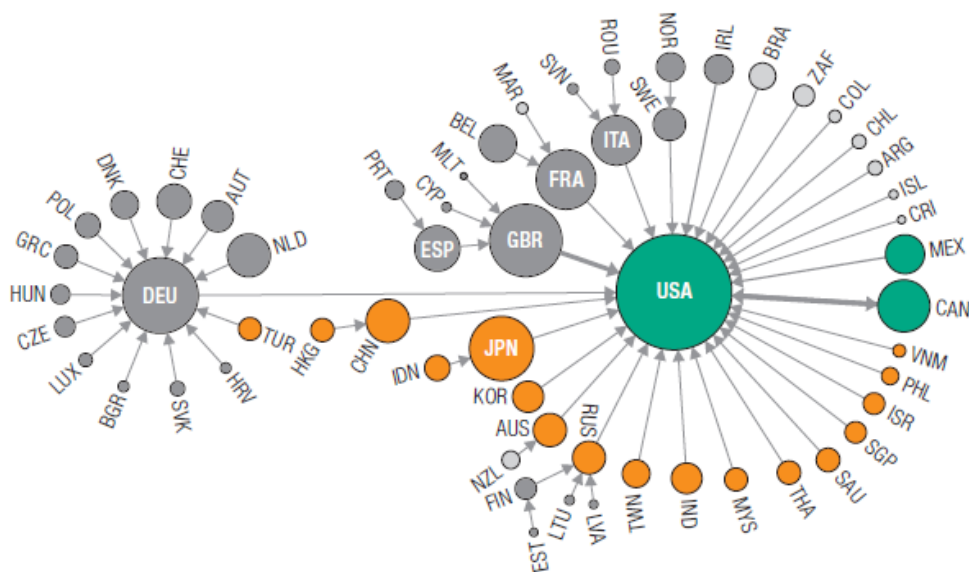 ROU
NOR
IRL
BRA
ZAF
COL
CHL
ARG
ISL
CRI
MEX
CAN
VNM
PHL
ISR
SGP
SAU
THA
MYS
IND
TWN
SVN
SWE
MAR
ITA
BEL
FRA
MLT
PRT
CYP
ESP
GBR
USA
DNK
CHE
AUT
POL
NLD
GRC
DEU
HUN
CZE
TUR
LUX
BGR
SVK
HRV
HKG
CHN
JPN
IDN
KOR
AUS
RUS
NZL
FIN
LTU
LVA
EST